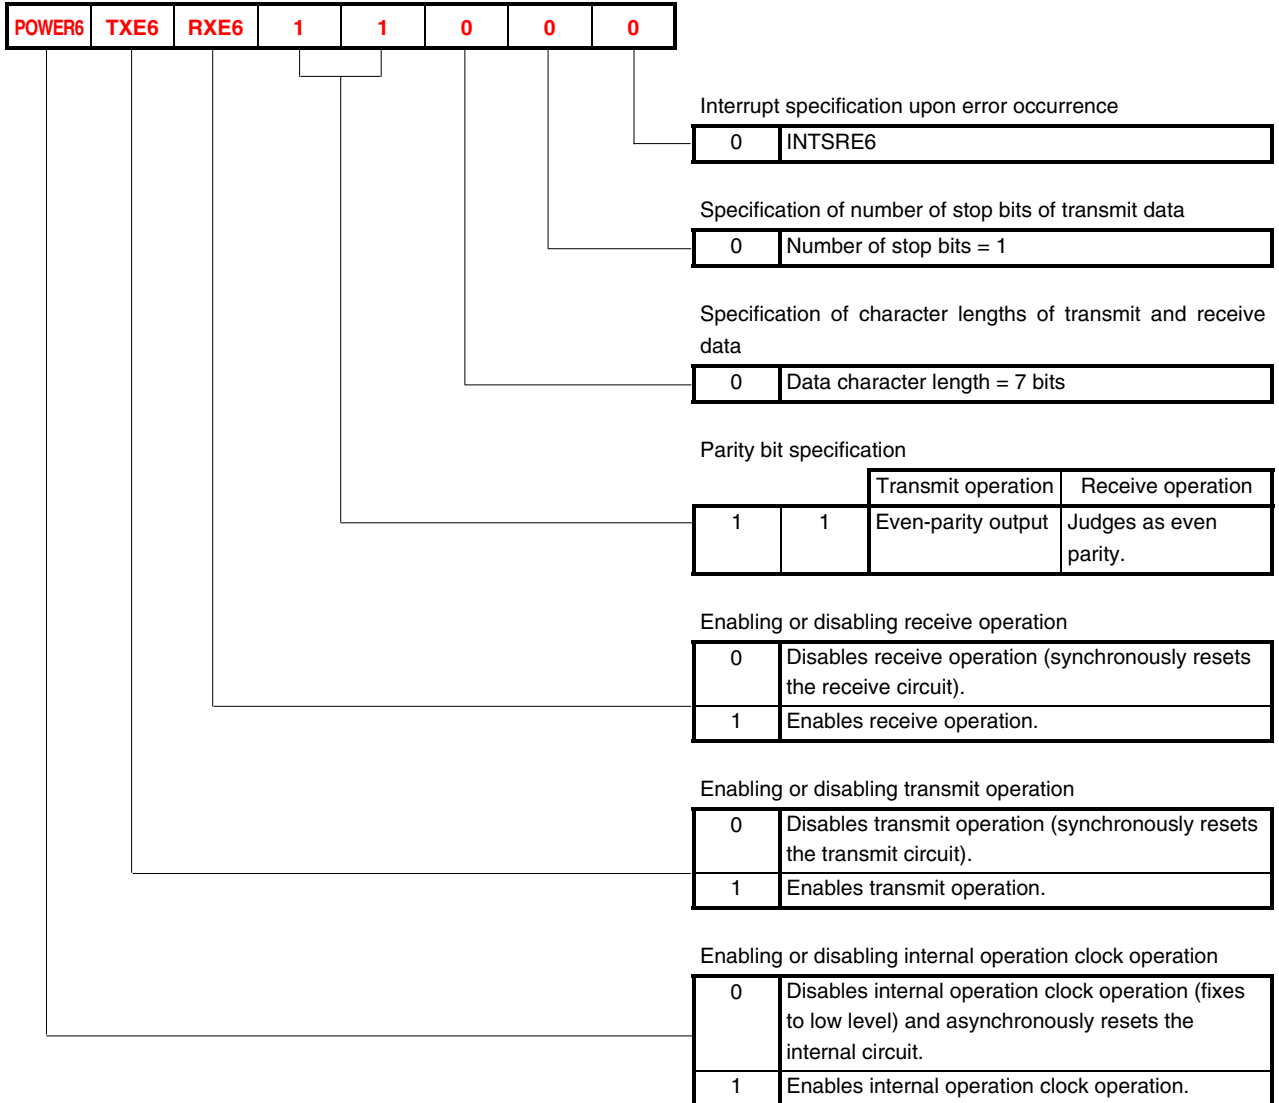 POWER6 TXE6 RXE6 1 1 0 0 0
Interrupt specification upon error occurrence
0 INTSRE6
Specification of number of stop bits of transmit data
0 Number of stop bits = 1
Specification of character lengths of transmit and receive
data
0 Data character length = 7 bits
Parity bit specification
Transmit operation Receive operation
1 1 Even-parity output Judges as even
parity.
Enabling or disabling receive operation
0 Disables receive operation (synchronously resets
the receive circuit).
1 Enables receive operation.
Enabling or disabling transmit operation
0 Disables transmit operation (synchronously resets
the transmit circuit).
1 Enables transmit operation.
Enabling or disabling internal operation clock operation
0 Disables internal operation clock operation (fixes
to low level) and asynchronously resets the
internal circuit.
1 Enables internal operation clock operation.